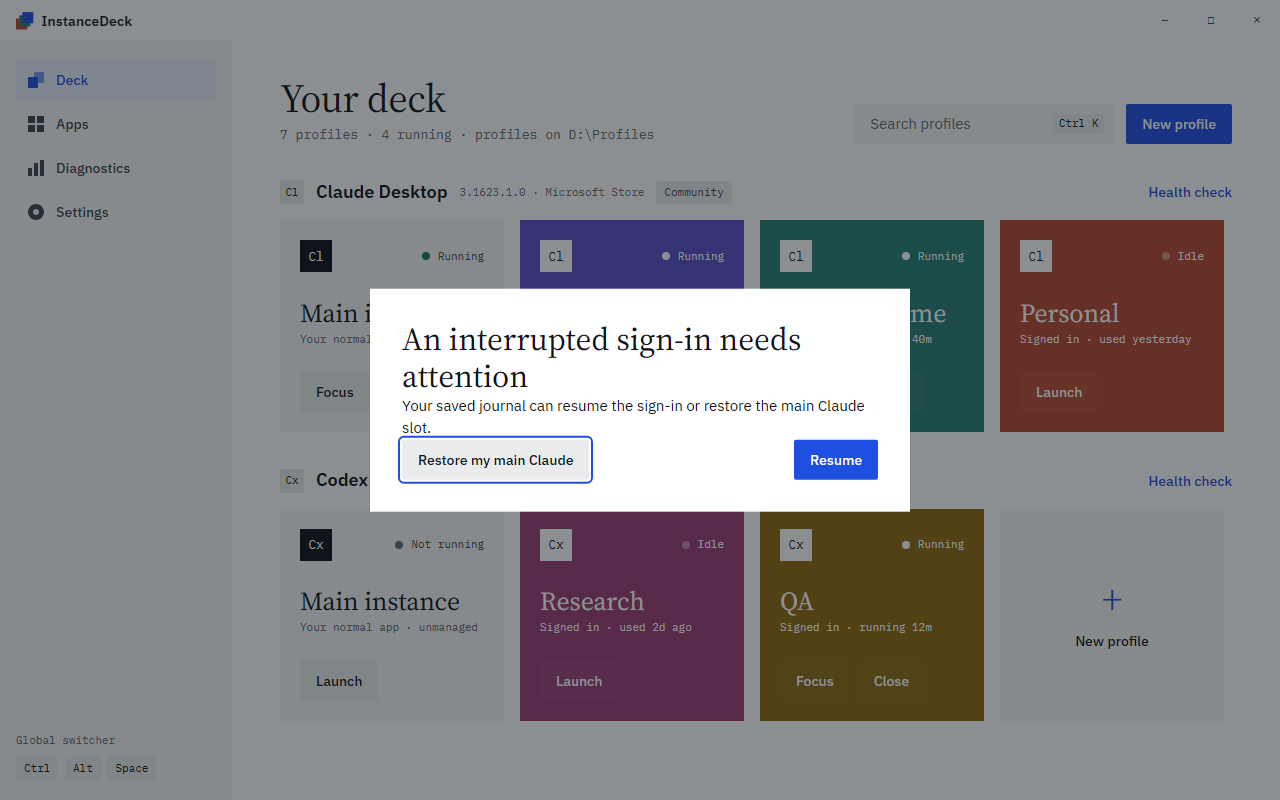 InstanceDeck
Deck
Apps
Diagnostics
Settings
Global switcher
Ctrl Alt Space
Your deck
7 profiles · 4 running · profiles on D:\Profiles
Search profiles Ctrl K
New profile
Cl Claude Desktop 3.1623.1.0 · Microsoft Store Community Health check
Cl Running
Main i
Your normal
Focus
Cl Running
Cl Running
me
40m
Cl Idle
Personal
Signed in · used yesterday
Launch
An interrupted sign-in needs
attention
Your saved journal can resume the sign-in or restore the main Claude
slot.
Restore my main Claude
Resume
Cx Codex
Health check
Cx Not running
Main instance
Your normal app · unmanaged
Launch
Cx Idle
Research
Signed in · used 2d ago
Launch
Cx Running
QA
Signed in · running 12m
Focus Close
New profile